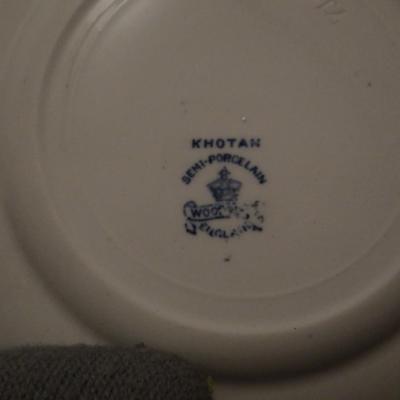 KHOTAN
SEMI-PORCELAIN
ENGLAND